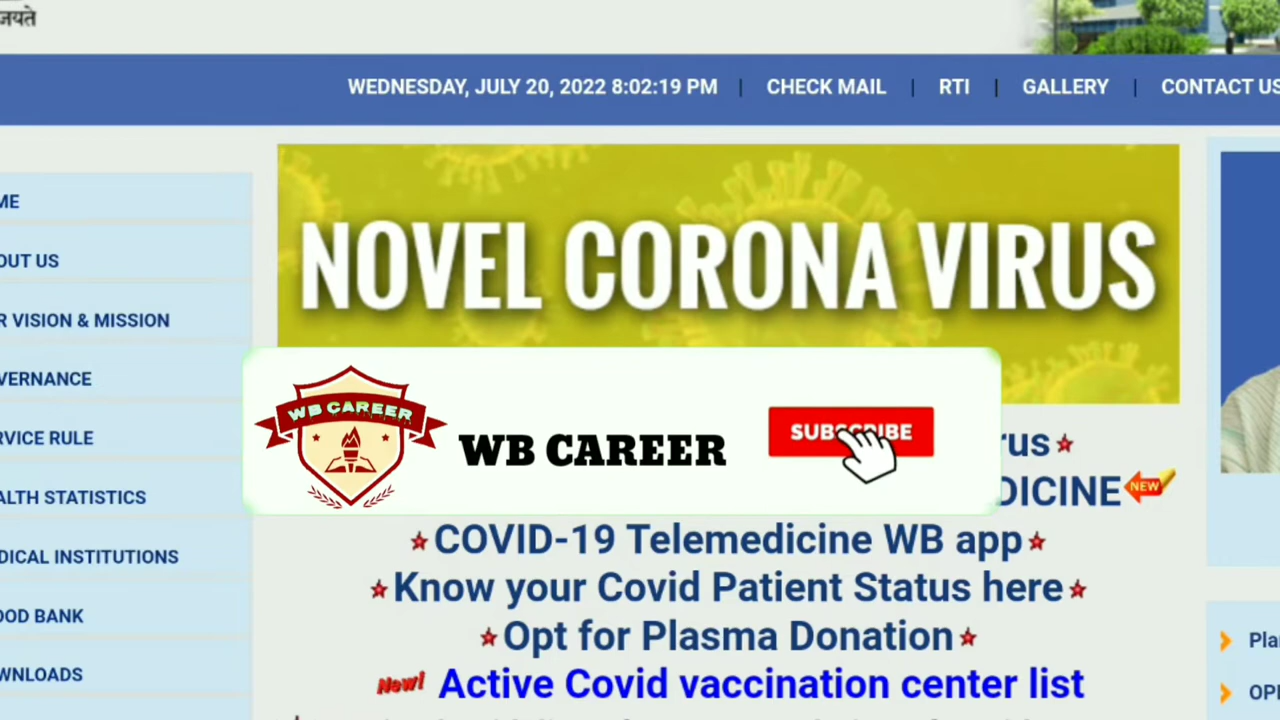 जयते
WEDNESDAY, JULY 20, 2022 8:02:19 PM | CHECK MAIL | RTI | GALLERY | CONTACT US
ME
OUT US
R VISION & MISSION
VERNANCE
RVICE RULE
ALTH STATISTICS
DICAL INSTITUTIONS
OOD BANK
WNLOADS
NOVEL CORONA VIRUS
WB CAREER
WB CAREER
SUBSCRIBE
rus
DICINE NEW
COVID-19 Telemedicine WB app
Know your Covid Patient Status here
Opt for Plasma Donation
New! Active Covid vaccination center list
Pla
OP